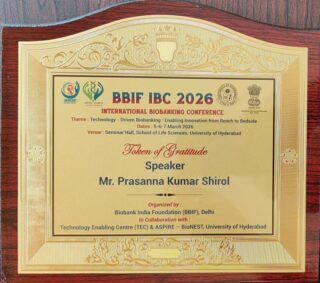 BBIF IBC 2026
INTERNATIONAL BIOBANKING CONFERENCE
Theme : Technology - Driven Biobanking : Enabling Innovation from Bench to Bedside
Dates : 5-6-7 March 2026
Venue : Seminar Hall, School of Life Sciences, University of Hyderabad
Token of Gratitude
Speaker
Mr. Prasanna Kumar Shirol
Organized by
Biobank India Foundation (BBIF), Delhi
In Collaboration with
Technology Enabling Centre (TEC) & ASPIRE – BioNEST, University of Hyderabad